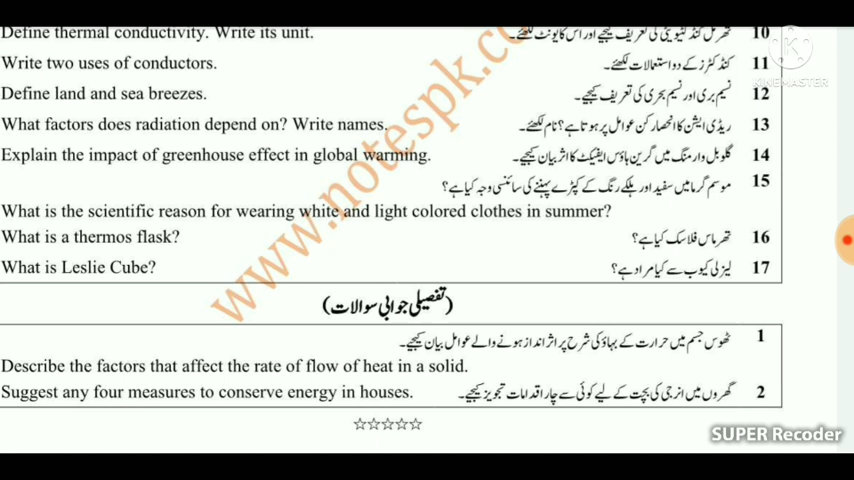 Define thermal conductivity. Write its unit. تھرمل کنڈکٹیویٹی کی تعریف کیجیے اور اس کا یونٹ لکھئے۔ 10
Write two uses of conductors. کنڈکٹرز کے دو استعمالات لکھئے۔ 11
Define land and sea breezes. نسیم بری اور نسیم بحری کی تعریف کیجیے۔ 12
What factors does radiation depend on? Write names. ریڈی ایشن کا انحصار کن عوامل پر ہوتا ہے؟ نام لکھئے۔ 13
Explain the impact of greenhouse effect in global warming. گلوبل وارمنگ میں گرین ہاؤس ایفیکٹ کا اثر بیان کیجیے۔ 14
موسم گرما میں سفید اور ہلکے رنگ کے کپڑے پہننے کی سائنسی وجہ کیا ہے؟ 15
What is the scientific reason for wearing white and light colored clothes in summer?
What is a thermos flask? تھرماس فلاسک کیا ہے؟ 16
What is Leslie Cube? لیزلی کیوب سے کیا مراد ہے؟ 17
(تفصیلی جوابی سوالات)
ٹھوس جسم میں حرارت کے بہاؤ کی شرح پر اثر انداز ہونے والے عوامل بیان کیجیے۔ 1
Describe the factors that affect the rate of flow of heat in a solid.
Suggest any four measures to conserve energy in houses. گھروں میں انرجی کی بچت کے لیے کوئی سے چار اقدامات تجویز کیجیے۔ 2
☆☆☆☆☆
www.notespk.co
K
KINEMASTER
SUPER Recorder